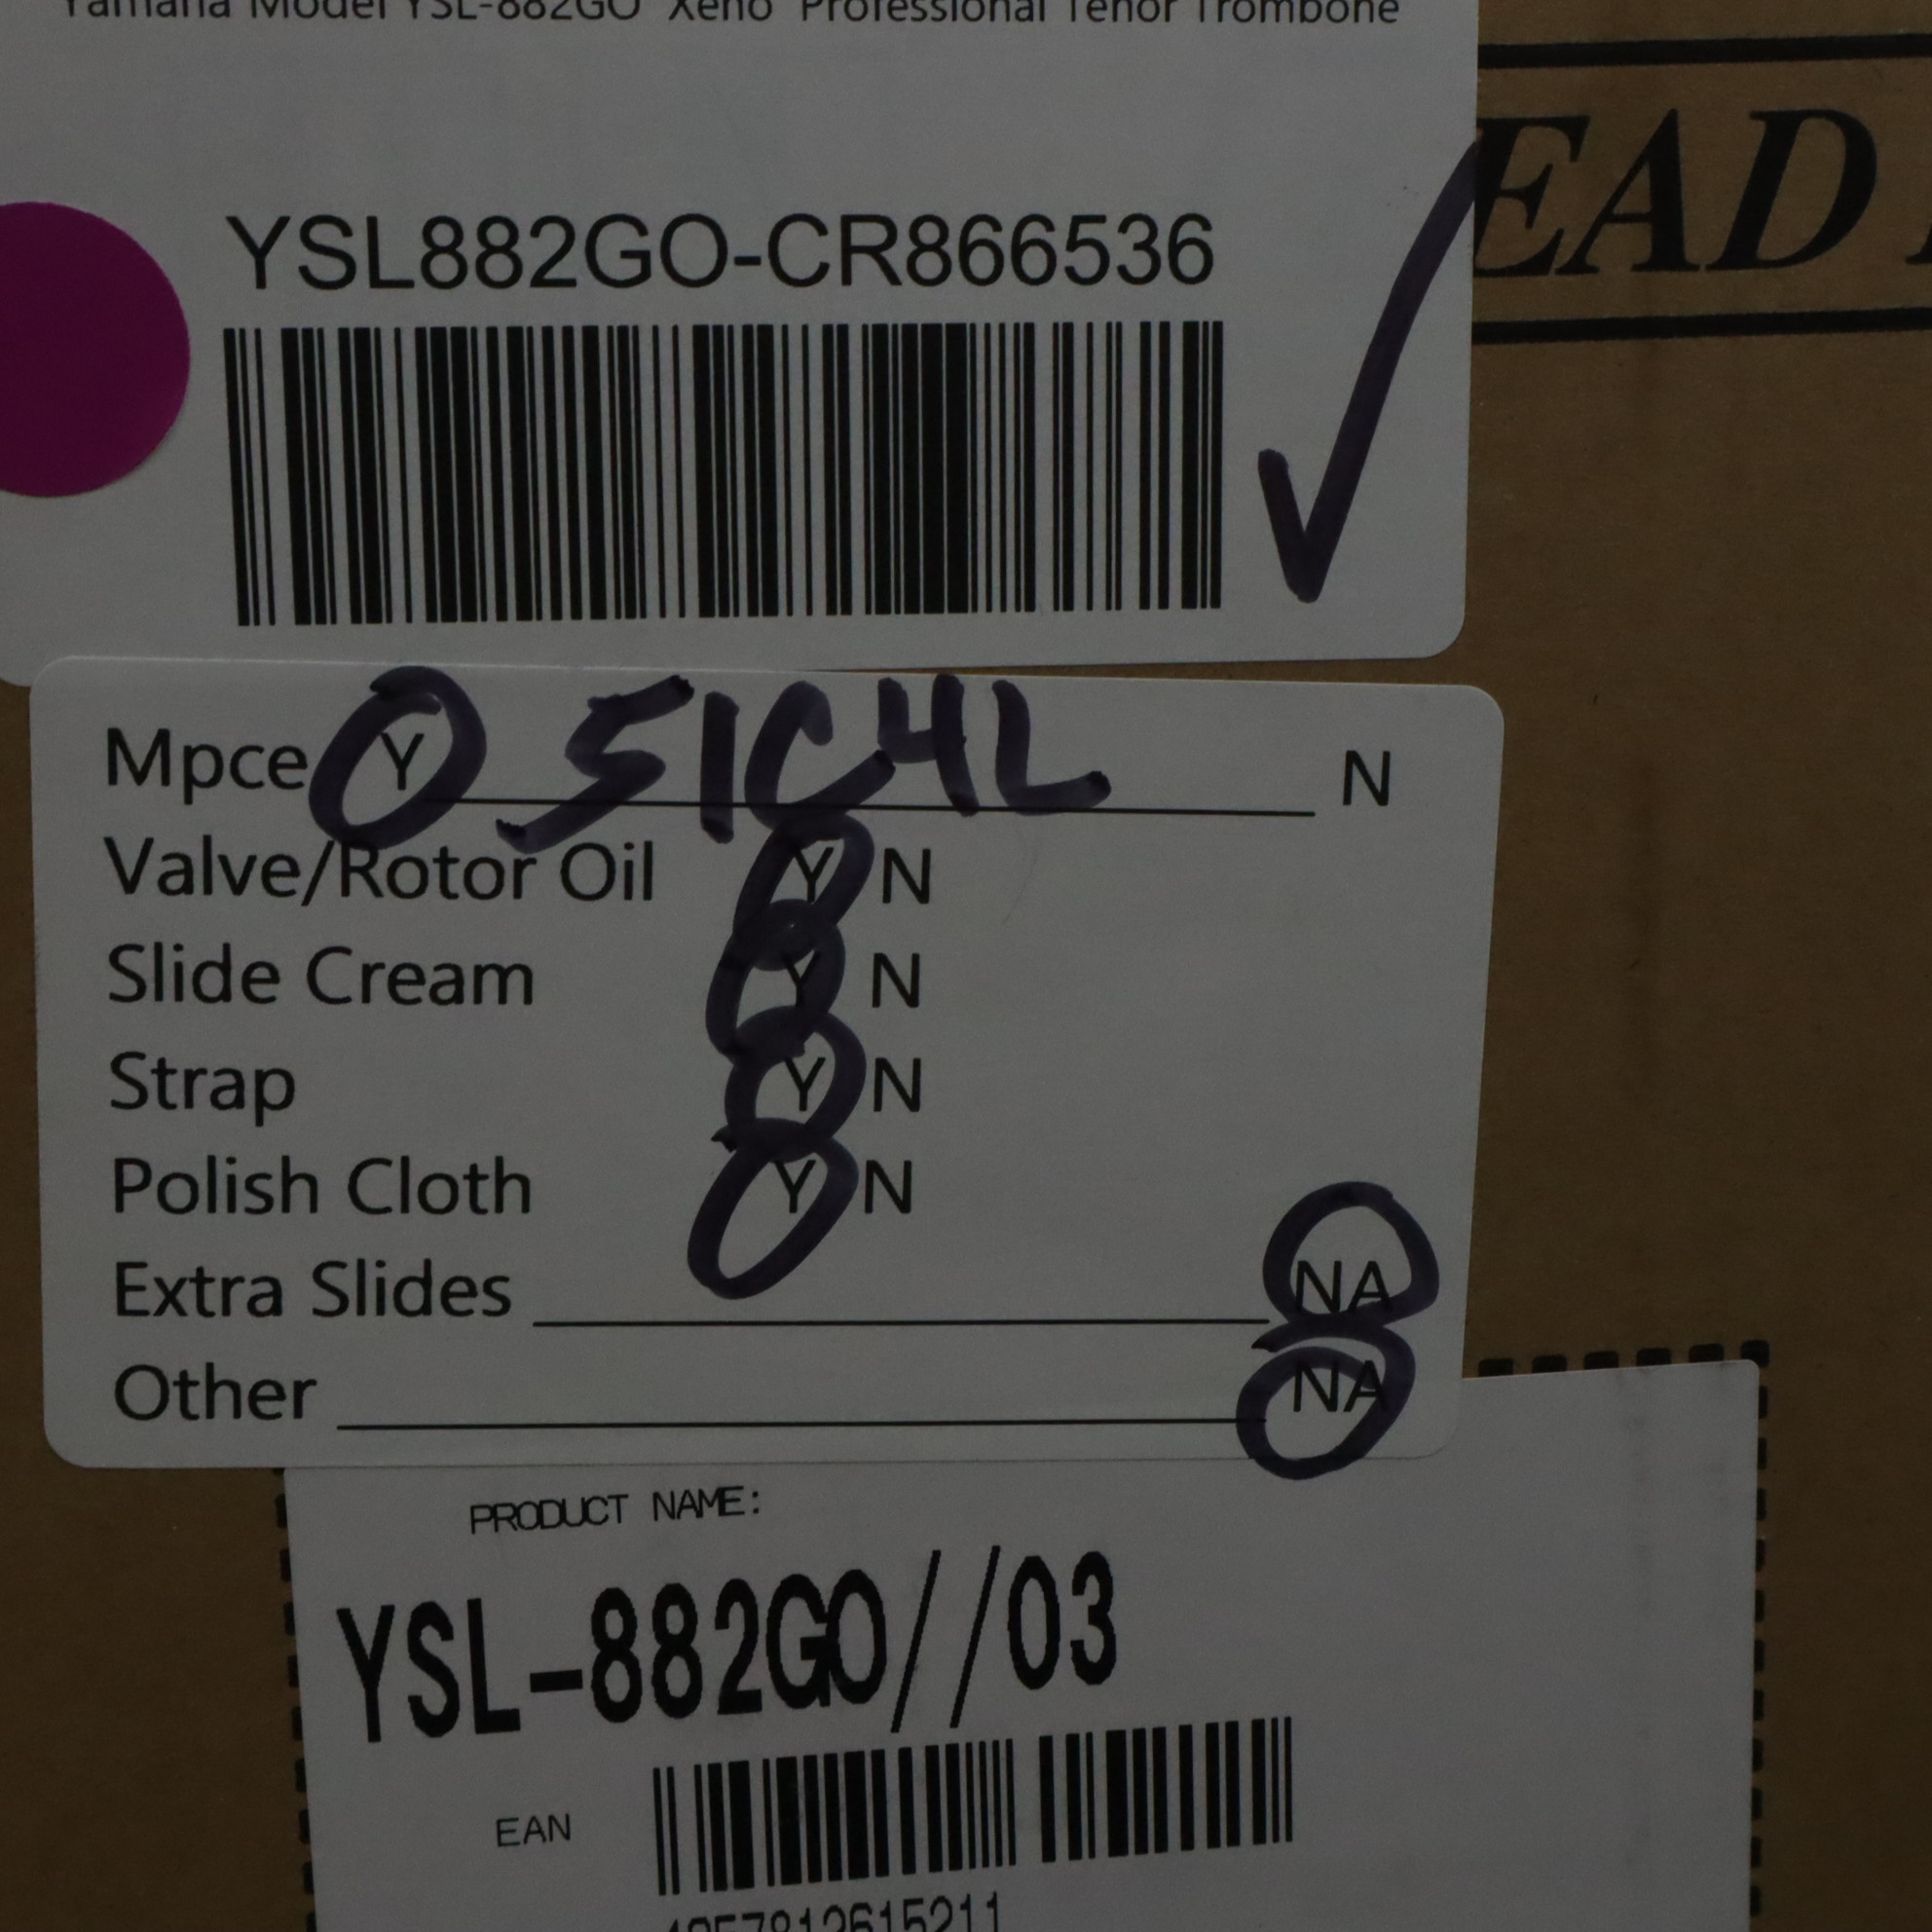 Yamaha Model YSL-882GO "Xeno" Professional Tenor Trombone
EAD
YSL882GO-CR866536
Mpce Y 51C4L N
Valve/Rotor Oil Y N
Slide Cream Y N
Strap Y N
Polish Cloth Y N
Extra Slides NA
Other NA
PRODUCT NAME:
YSL-882GO//03
EAN
4957812615211